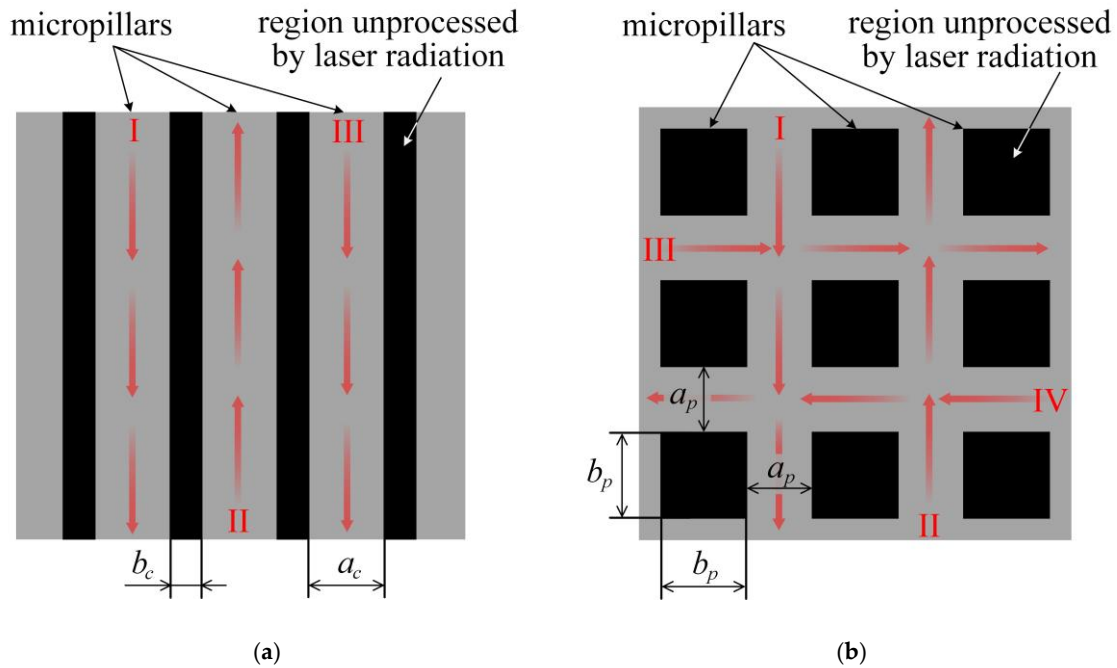 micropillars
region unprocessed
by laser radiation
I
III
II
b_c
a_c
(a)
micropillars
region unprocessed
by laser radiation
I
III
a_p
IV
b_p
a_p
II
b_p
(b)